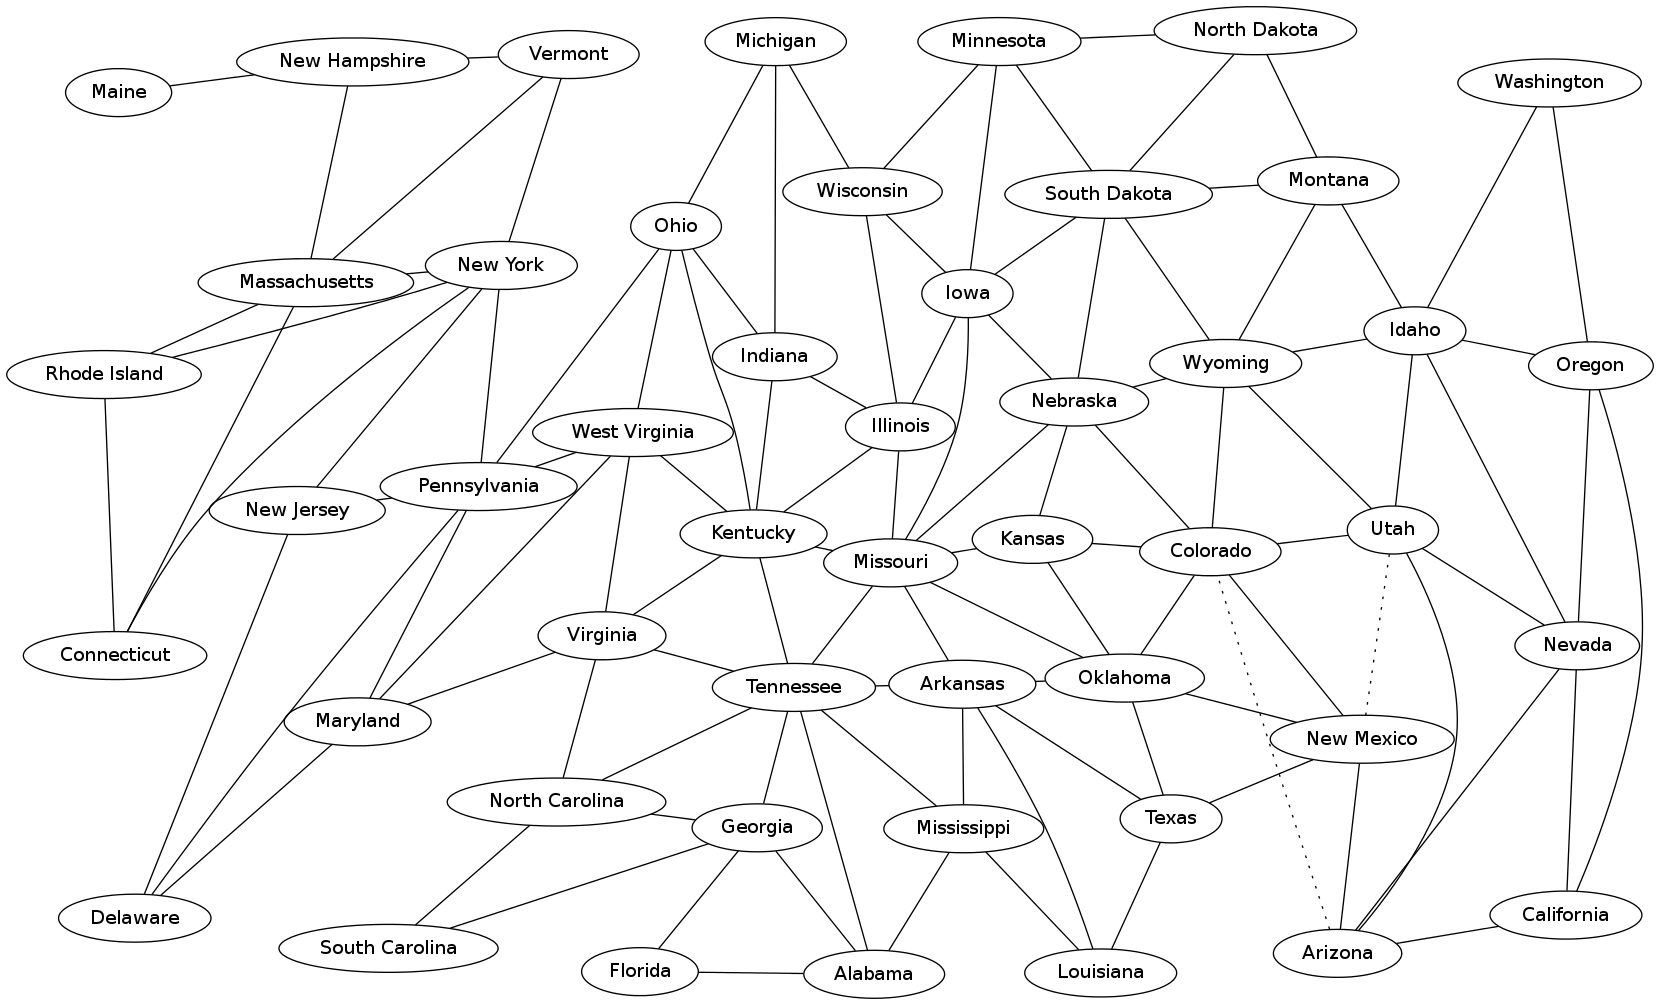 North Dakota
Michigan
Minnesota
Vermont
New Hampshire
Washington
Maine
Montana
Wisconsin
South Dakota
Ohio
New York
Massachusetts
Iowa
Idaho
Indiana
Wyoming
Oregon
Rhode Island
Nebraska
Illinois
West Virginia
Pennsylvania
New Jersey
Utah
Kentucky
Kansas
Colorado
Missouri
Virginia
Nevada
Connecticut
Oklahoma
Arkansas
Tennessee
Maryland
New Mexico
North Carolina
Texas
Georgia
Mississippi
California
Delaware
South Carolina
Arizona
Florida
Louisiana
Alabama